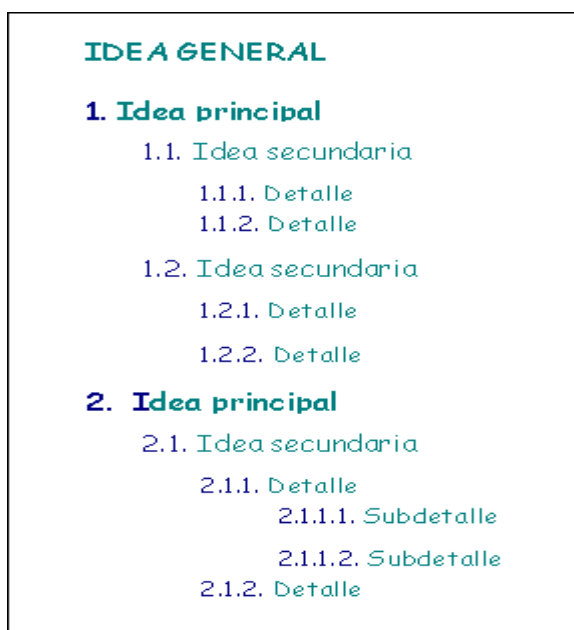 IDEA GENERAL
1. Idea principal
1.1. Idea secundaria
1.1.1. Detalle
1.1.2. Detalle
1.2. Idea secundaria
1.2.1. Detalle
1.2.2. Detalle
2. Idea principal
2.1. Idea secundaria
2.1.1. Detalle
2.1.1.1. Subdetalle
2.1.1.2. Subdetalle
2.1.2. Detalle